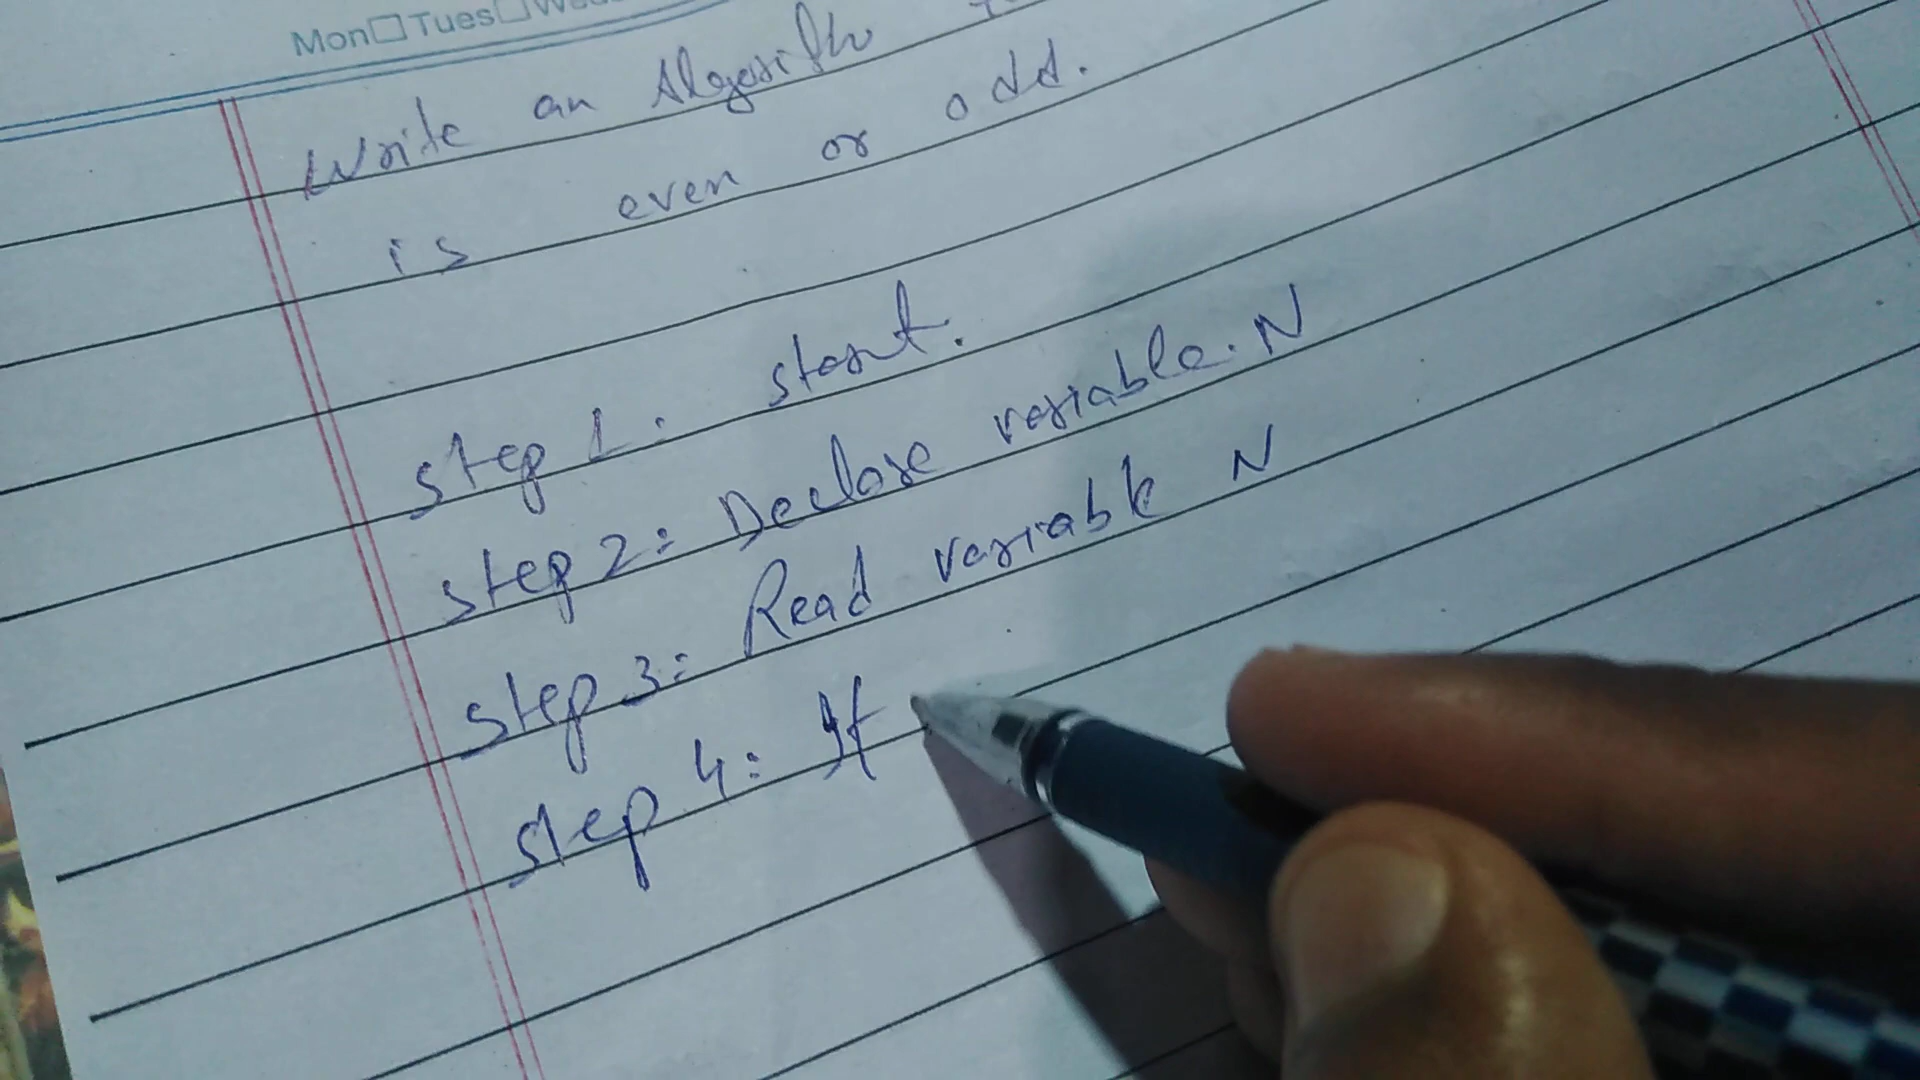 Mon Tues
Write an Algorith
is even or odd.
step 1: start.
step 2: Declare variable. N
step 3: Read variable N
step 4: If